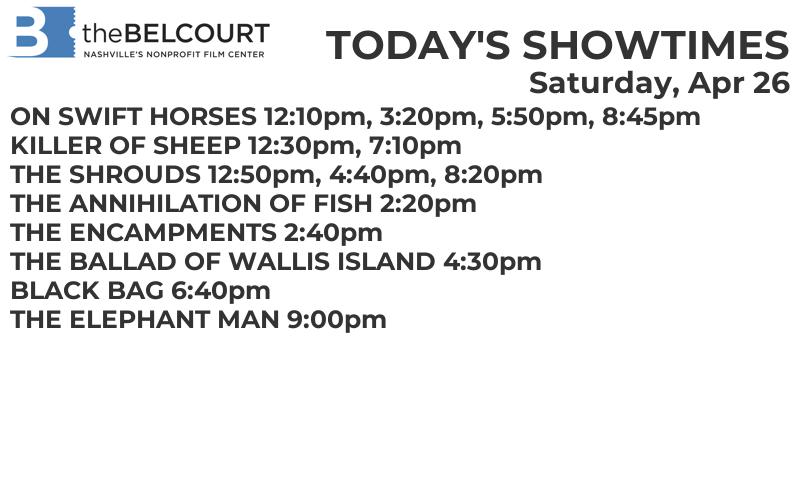 B theBELCOURT
NASHVILLE'S NONPROFIT FILM CENTER
TODAY'S SHOWTIMES
Saturday, Apr 26
ON SWIFT HORSES 12:10pm, 3:20pm, 5:50pm, 8:45pm
KILLER OF SHEEP 12:30pm, 7:10pm
THE SHROUDS 12:50pm, 4:40pm, 8:20pm
THE ANNIHILATION OF FISH 2:20pm
THE ENCAMPMENTS 2:40pm
THE BALLAD OF WALLIS ISLAND 4:30pm
BLACK BAG 6:40pm
THE ELEPHANT MAN 9:00pm